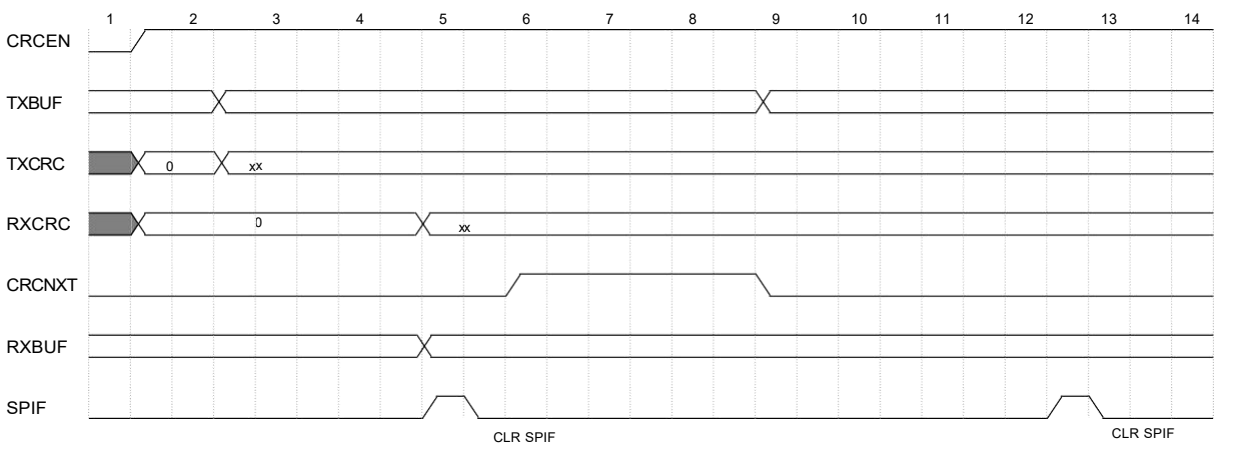 1 2 3 4 5 6 7 8 9 10 11 12 13 14
CRCEN
TXBUF
TXCRC 0 xx
RXCRC 0 xx
CRCNXT
RXBUF
SPIF
CLR SPIF CLR SPIF